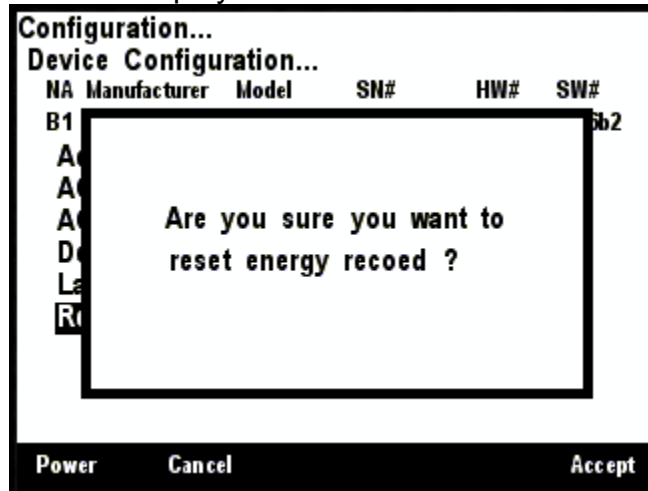 Configuration...
Device Configuration...
NA Manufacturer Model SN# HW# SW#
B1
Are you sure you want to
reset energy recoed ?
Power Cancel Accept